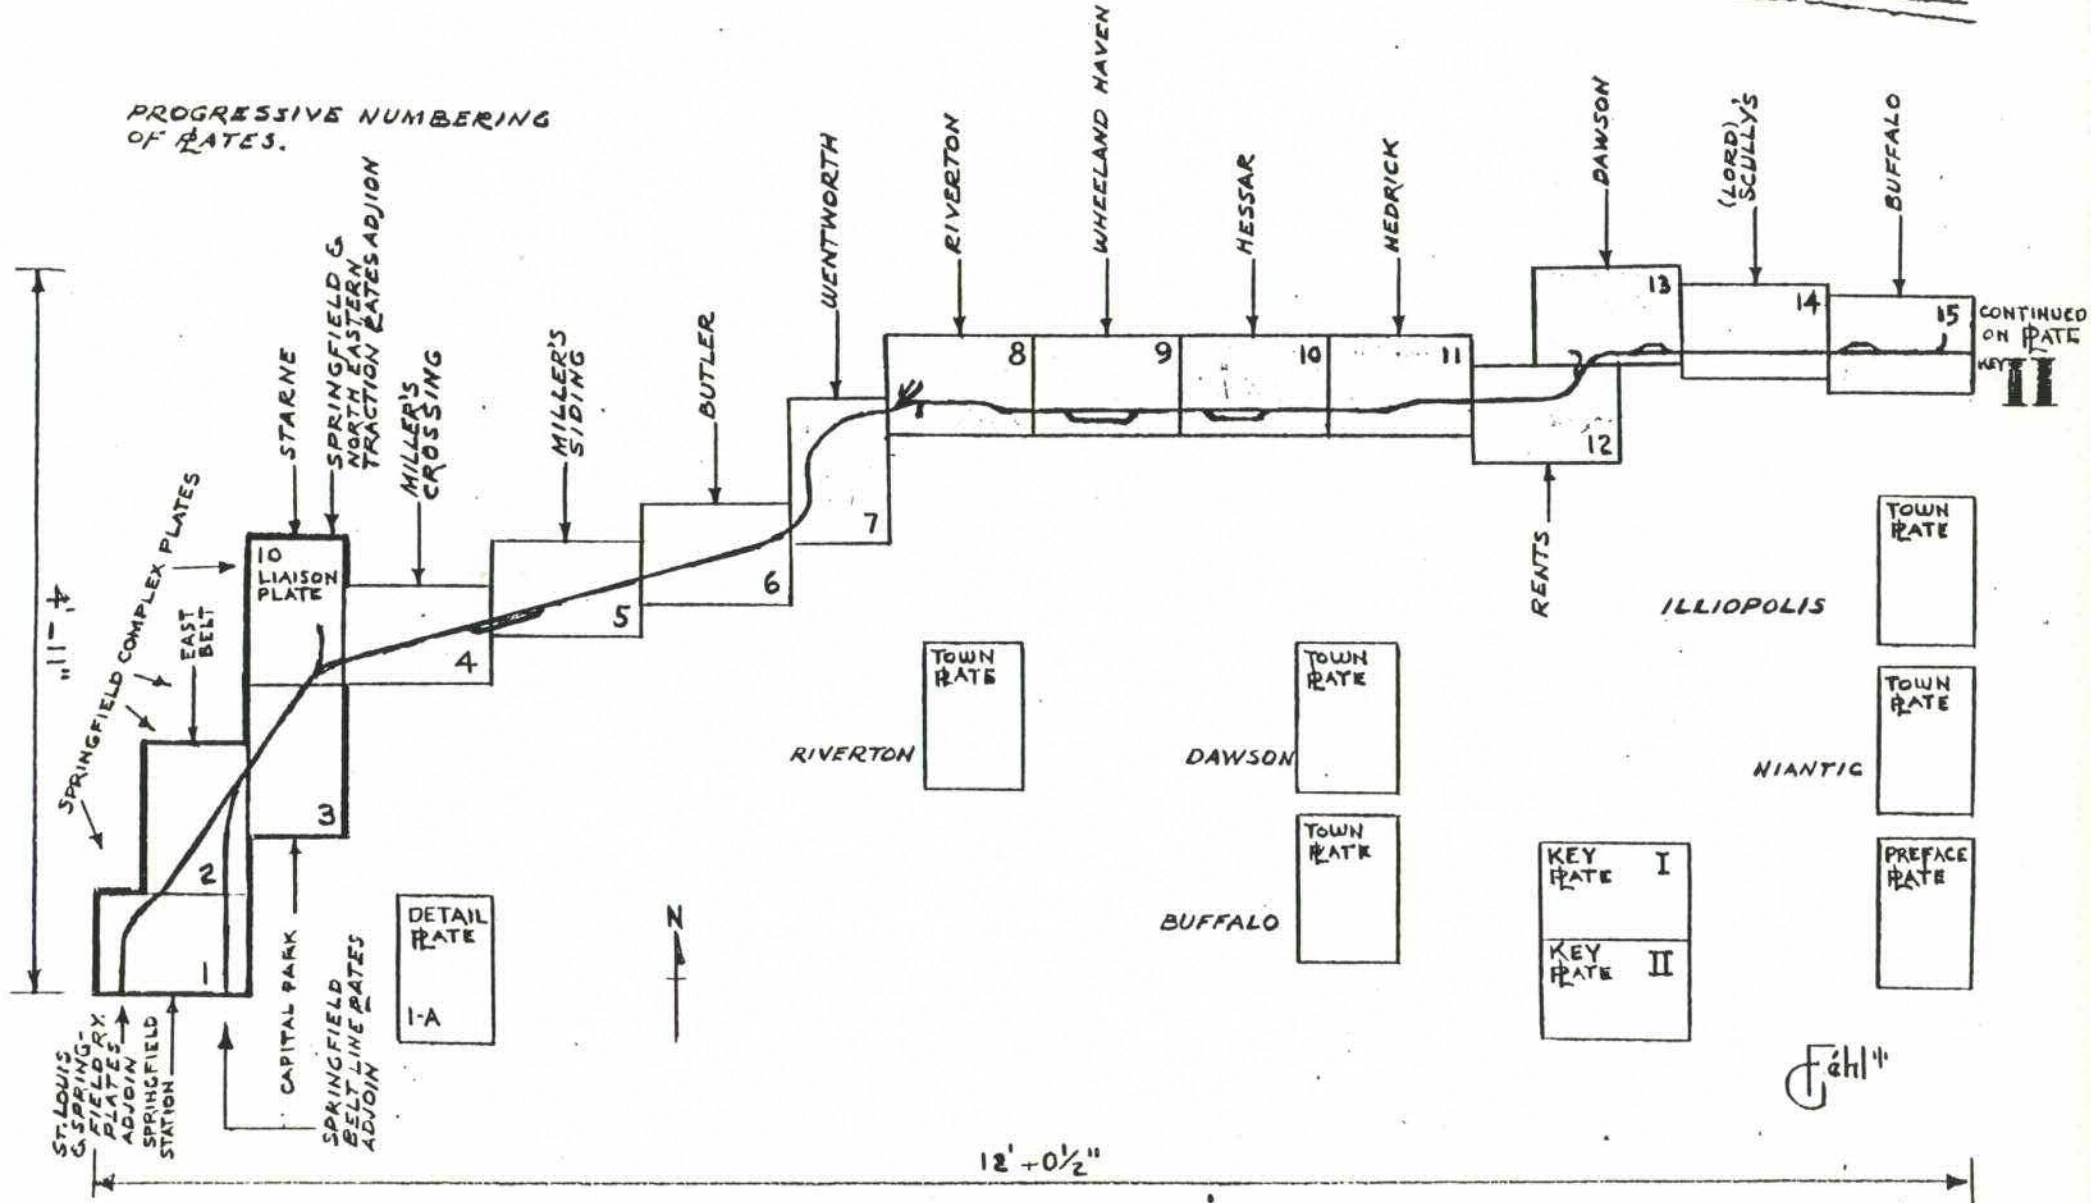 PROGRESSIVE NUMBERING
OF PLATES.
STARNE
SPRINGFIELD &
NORTH EASTERN
TRACTION PLATES ADJION
MILLER'S
CROSSING
MILLER'S
SIDING
BUTLER
WENTWORTH
RIVERTON
WHEELAND HAVEN
HESSAR
HEDRICK
DAWSON
(LORD)
SCULLY'S
BUFFALO
13
14
15
CONTINUED
ON PLATE
KEY II
8
9
10
11
12
7
6
5
4
RENTS
SPRINGFIELD COMPLEX PLATES
10
LIAISON
PLATE
EAST
BELT
3
2
1
4'-11"
TOWN
PLATE
ILLIOPOLIS
TOWN
PLATE
RIVERTON
TOWN
PLATE
DAWSON
TOWN
PLATE
NIANTIC
TOWN
PLATE
BUFFALO
KEY
PLATE I
KEY
PLATE II
PREFACE
PLATE
DETAIL
PLATE
1-A
N
ST. LOUIS
& SPRING-
FIELD RY.
PLATES
ADJOIN
SPRINGFIELD
STATION
CAPITAL PARK
SPRINGFIELD
BELT LINE PLATES
ADJOIN
Féhl
12'+0½"